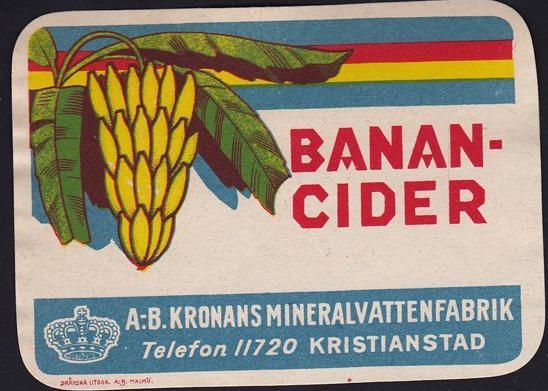 BANAN-
CIDER
A.-B. KRONANS MINERALVATTENFABRIK
Telefon 11720 KRISTIANSTAD
SKÅNSKA LITOGR. A.-B. MALMÖ.